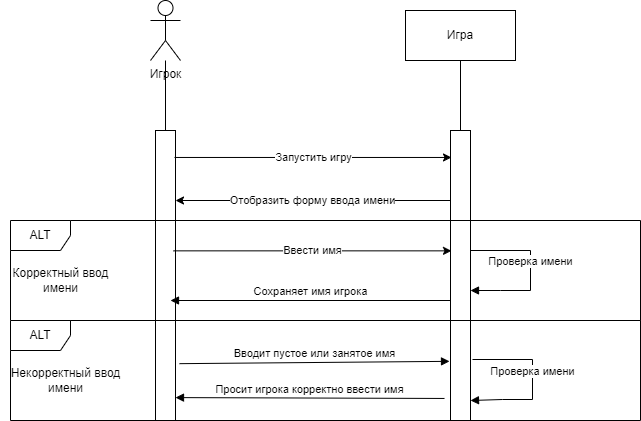 Игрок
Игра
Запустить игру
Отобразить форму ввода имени
ALT
Корректный ввод
имени
Ввести имя
Проверка имени
Сохраняет имя игрока
ALT
Некорректный ввод
имени
Вводит пустое или занятое имя
Проверка имени
Просит игрока корректно ввести имя